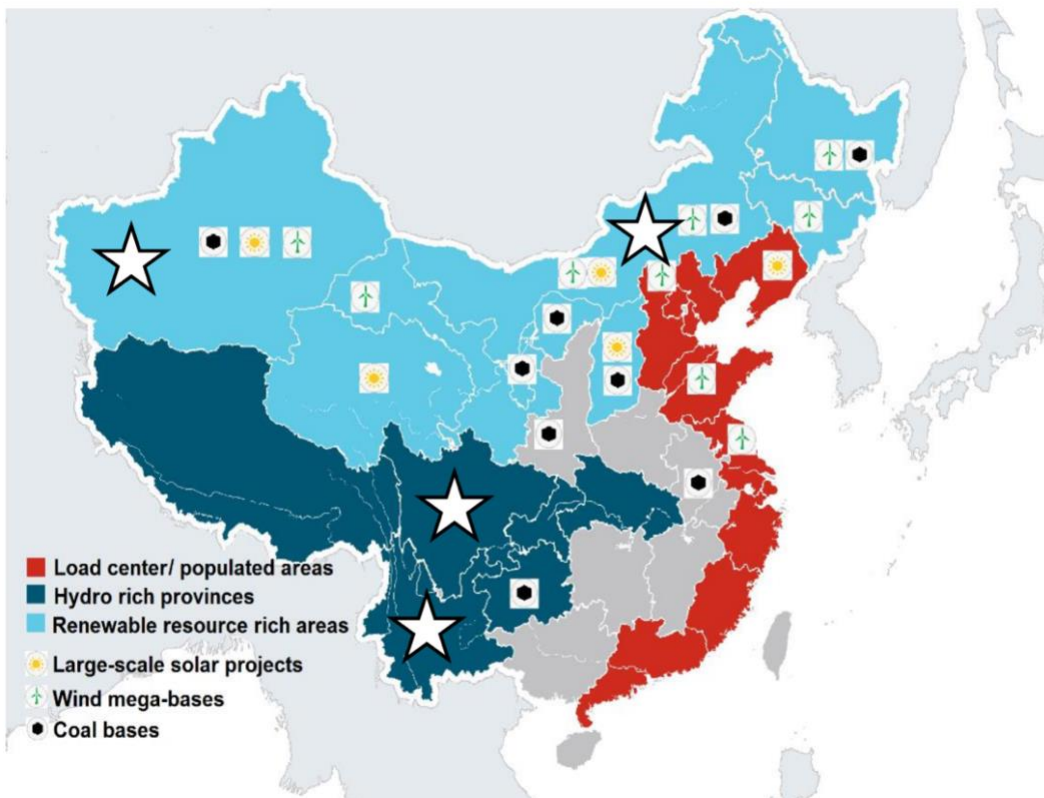 Load center/ populated areas
Hydro rich provinces
Renewable resource rich areas
Large-scale solar projects
Wind mega-bases
Coal bases